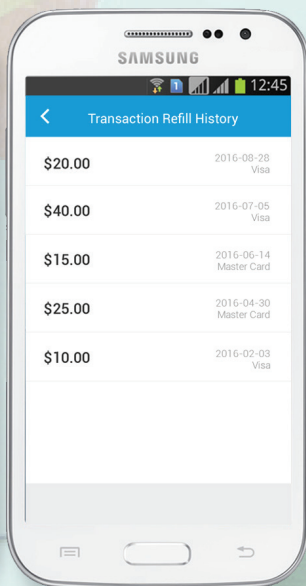 SAMSUNG
1 12:45
Transaction Refill History
$20.00 2016-08-28
Visa
$40.00 2016-07-05
Visa
$15.00 2016-06-14
Master Card
$25.00 2016-04-30
Master Card
$10.00 2016-02-03
Visa